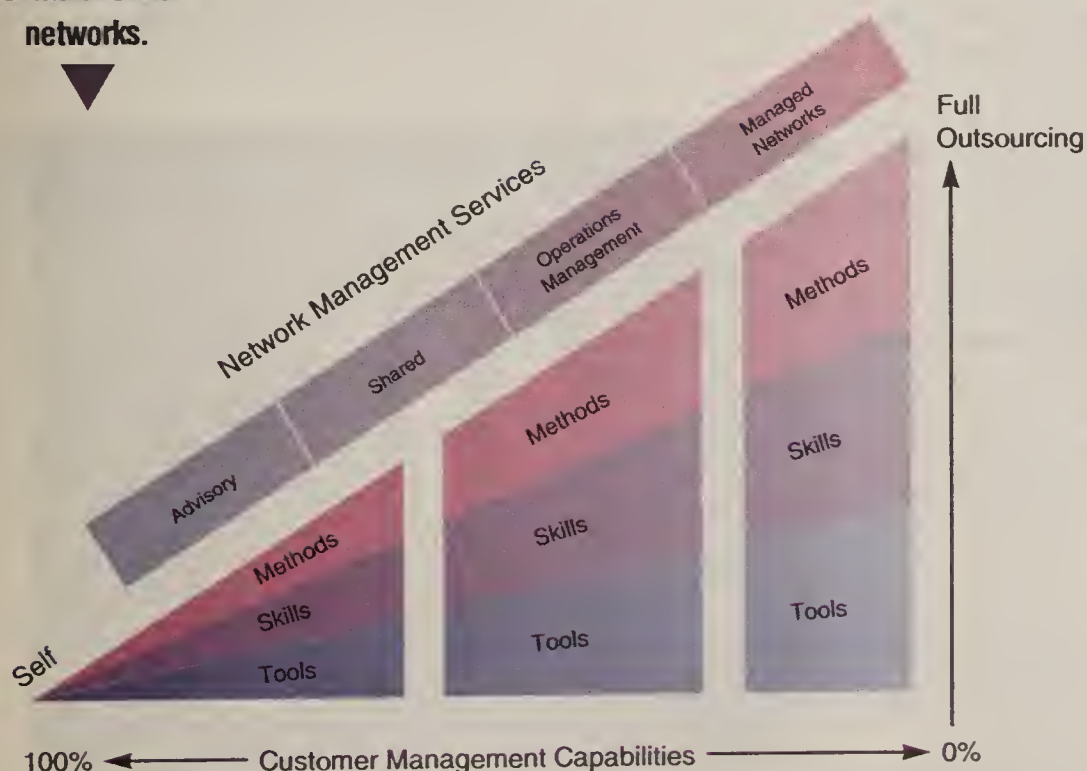 networks.
Full
Outsourcing
Managed
Networks
Network Management Services
Operations
Management
Shared
Advisory
Methods
Skills
Tools
Methods
Skills
Tools
Methods
Skills
Tools
Self
100%
Customer Management Capabilities
0%